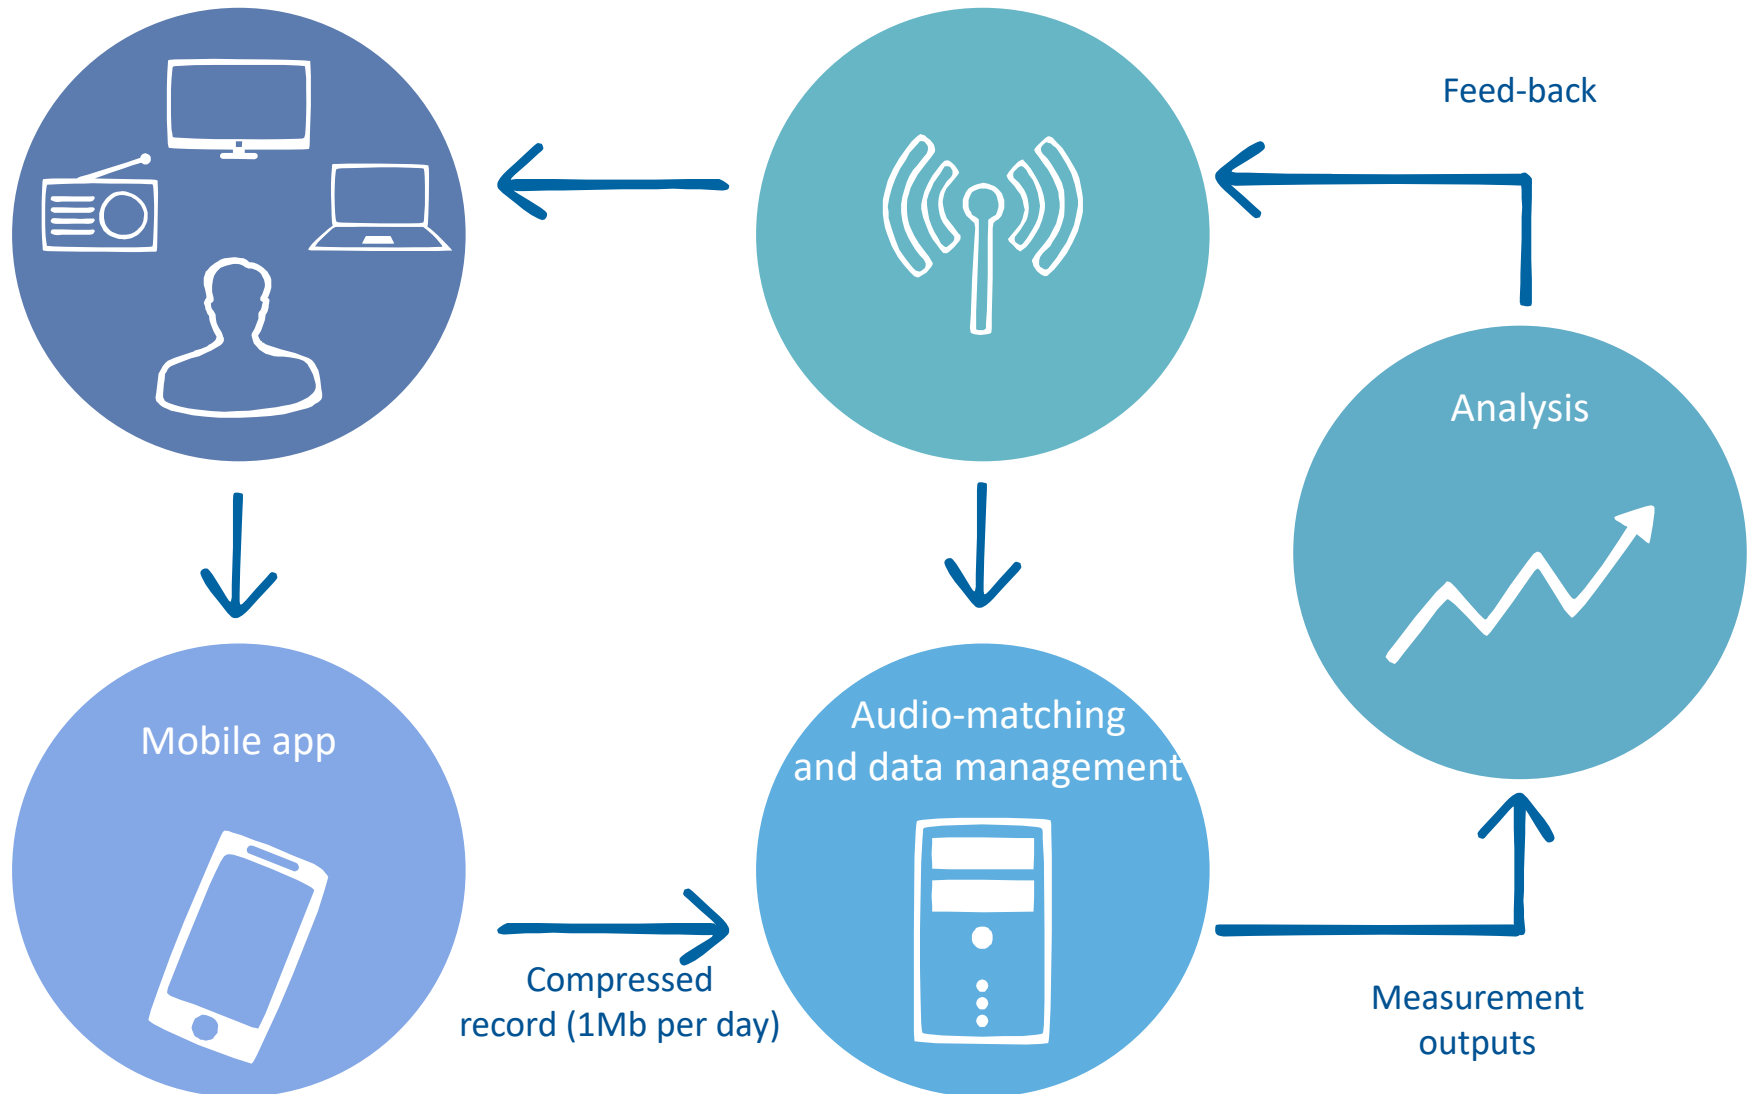 Feed-back
Analysis
Mobile app
Audio-matching
and data management
Compressed
record (1Mb per day)
Measurement
outputs